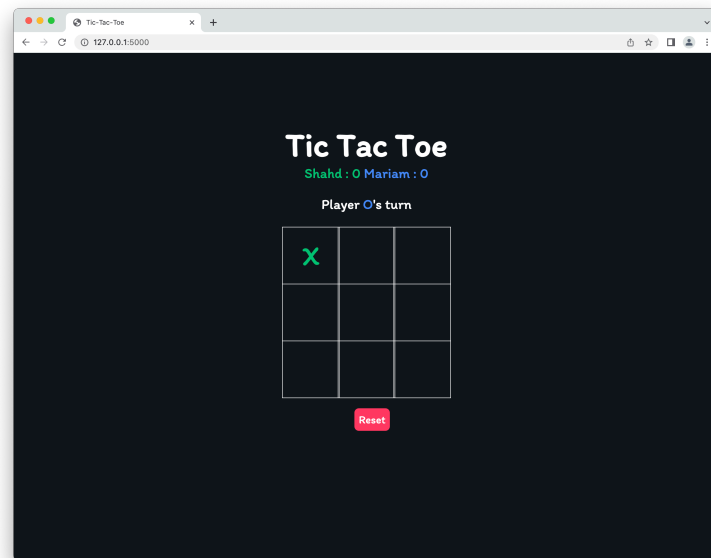 Tic-Tac-Toe
127.0.0.1:5000
Tic Tac Toe
Shahd : 0 Mariam : 0
Player O's turn
X
Reset